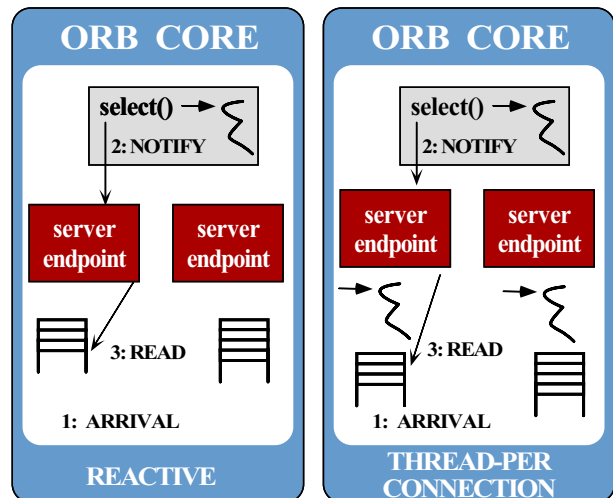 ORB CORE
select()
2: NOTIFY
server
endpoint
server
endpoint
3: READ
1: ARRIVAL
REACTIVE
ORB CORE
select()
2: NOTIFY
server
endpoint
server
endpoint
3: READ
1: ARRIVAL
THREAD-PER
CONNECTION